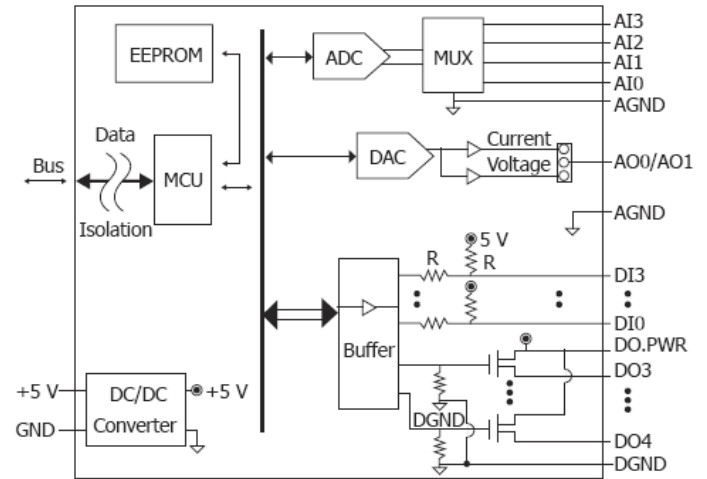 EEPROM
ADC
MUX
AI3
AI2
AI1
AI0
AGND
Data
Bus
MCU
Isolation
DAC
Current
Voltage
AO0/AO1
AGND
5 V
R
R
DI3
DI0
Buffer
DO.PWR
DO3
DGND
DO4
DGND
+5 V
DC/DC
+5 V
GND
Converter